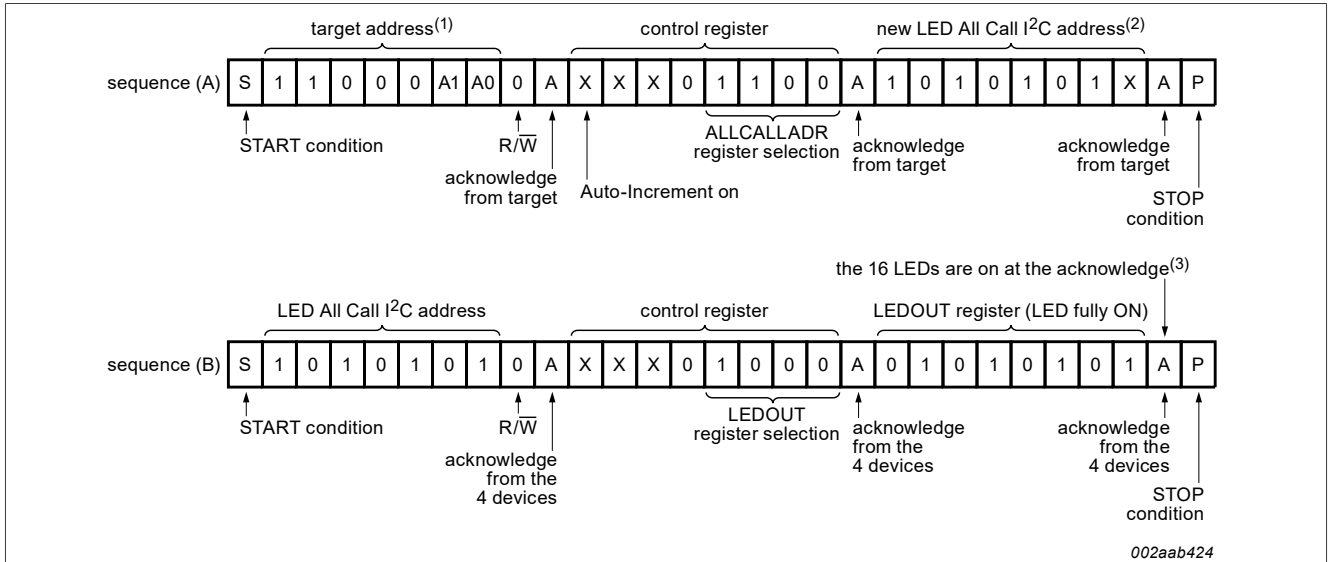 target address(1) control register new LED All Call I2C address(2)
sequence (A) S 1 1 0 0 0 A1 A0 0 A X X X 0 1 1 0 0 A 1 0 1 0 1 0 1 X A P
START condition R/W ALLCALLADR register selection acknowledge from target acknowledge from target
acknowledge from target Auto-Increment on
STOP condition
the 16 LEDs are on at the acknowledge(3)
LED All Call I2C address control register LEDOUT register (LED fully ON)
sequence (B) S 1 0 1 0 1 0 1 0 A X X X 0 1 0 0 0 A 0 1 0 1 0 1 0 1 A P
START condition R/W LEDOUT register selection acknowledge from the 4 devices acknowledge from the 4 devices
acknowledge from the 4 devices
STOP condition
002aab424